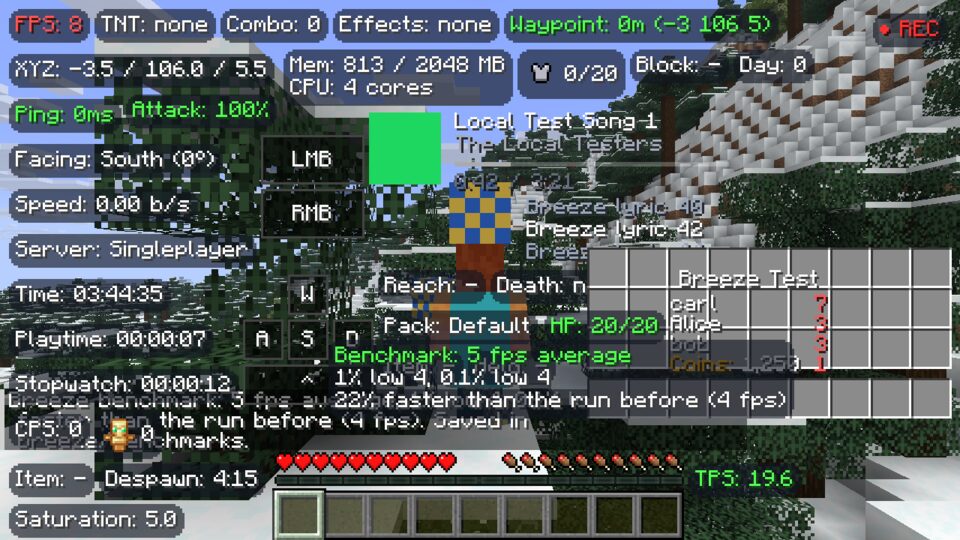 FPS: 8
TNT: none
Combo: 0
Effects: none
Waypoint: 0m (-3 106 5)
REC
XYZ: -3.5 / 106.0 / 5.5
Mem: 813 / 2048 MB
CPU: 4 cores
0/20
Block: - Day: 0
Ping: 0ms
Attack: 100%
Local Test Song 1
The Local Testers
Facing: South (0°)
LMB
Speed: 0.00 b/s
RMB
Breeze lyric 40
Breeze lyric 42
Breeze
Server: Singleplayer
Breeze Test
Time: 03:44:35
W
Reach: - Death: n
carl 7
Alice 3
bob 3
Coins: 1,250 1
Playtime: 00:00:07
A
S
D
Pack: Default
HP: 20/20
Benchmark: 5 fps average
1% low 4, 0.1% low 4
22% faster than the run before (4 fps)
Stopwatch: 00:00:12
Breeze benchmark: 5 fps
than the run before (4 fps). Saved in
CPS: 0
0
Item: -
Despawn: 4:15
TPS: 19.6
Saturation: 5.0